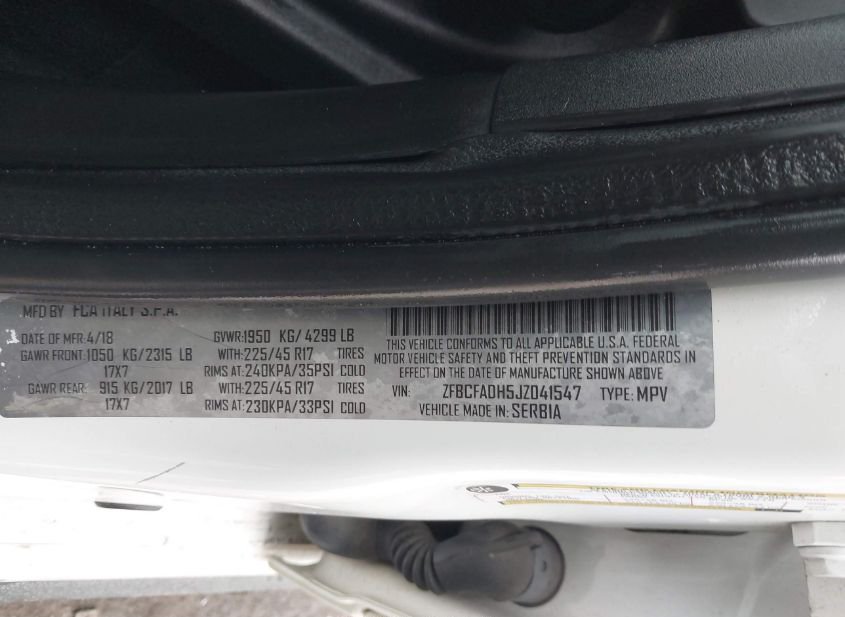 MFD BY FCA ITALY S.P.A.
DATE OF MFR: 4/18 GVWR: 1950 KG/ 4299 LB
GAWR FRONT: 1050 KG/2315 LB WITH: 225/45 R17 TIRES
17X7 RIMS AT: 240KPA/35PSI COLD
GAWR REAR: 915 KG/2017 LB WITH: 225/45 R17 TIRES
17X7 RIMS AT: 230KPA/33PSI COLD
THIS VEHICLE CONFORMS TO ALL APPLICABLE U.S.A. FEDERAL
MOTOR VEHICLE SAFETY AND THEFT PREVENTION STANDARDS IN
EFFECT ON THE DATE OF MANUFACTURE SHOWN ABOVE
VIN: ZFBCFADH5JZ041547 TYPE: MPV
VEHICLE MADE IN: SERBIA